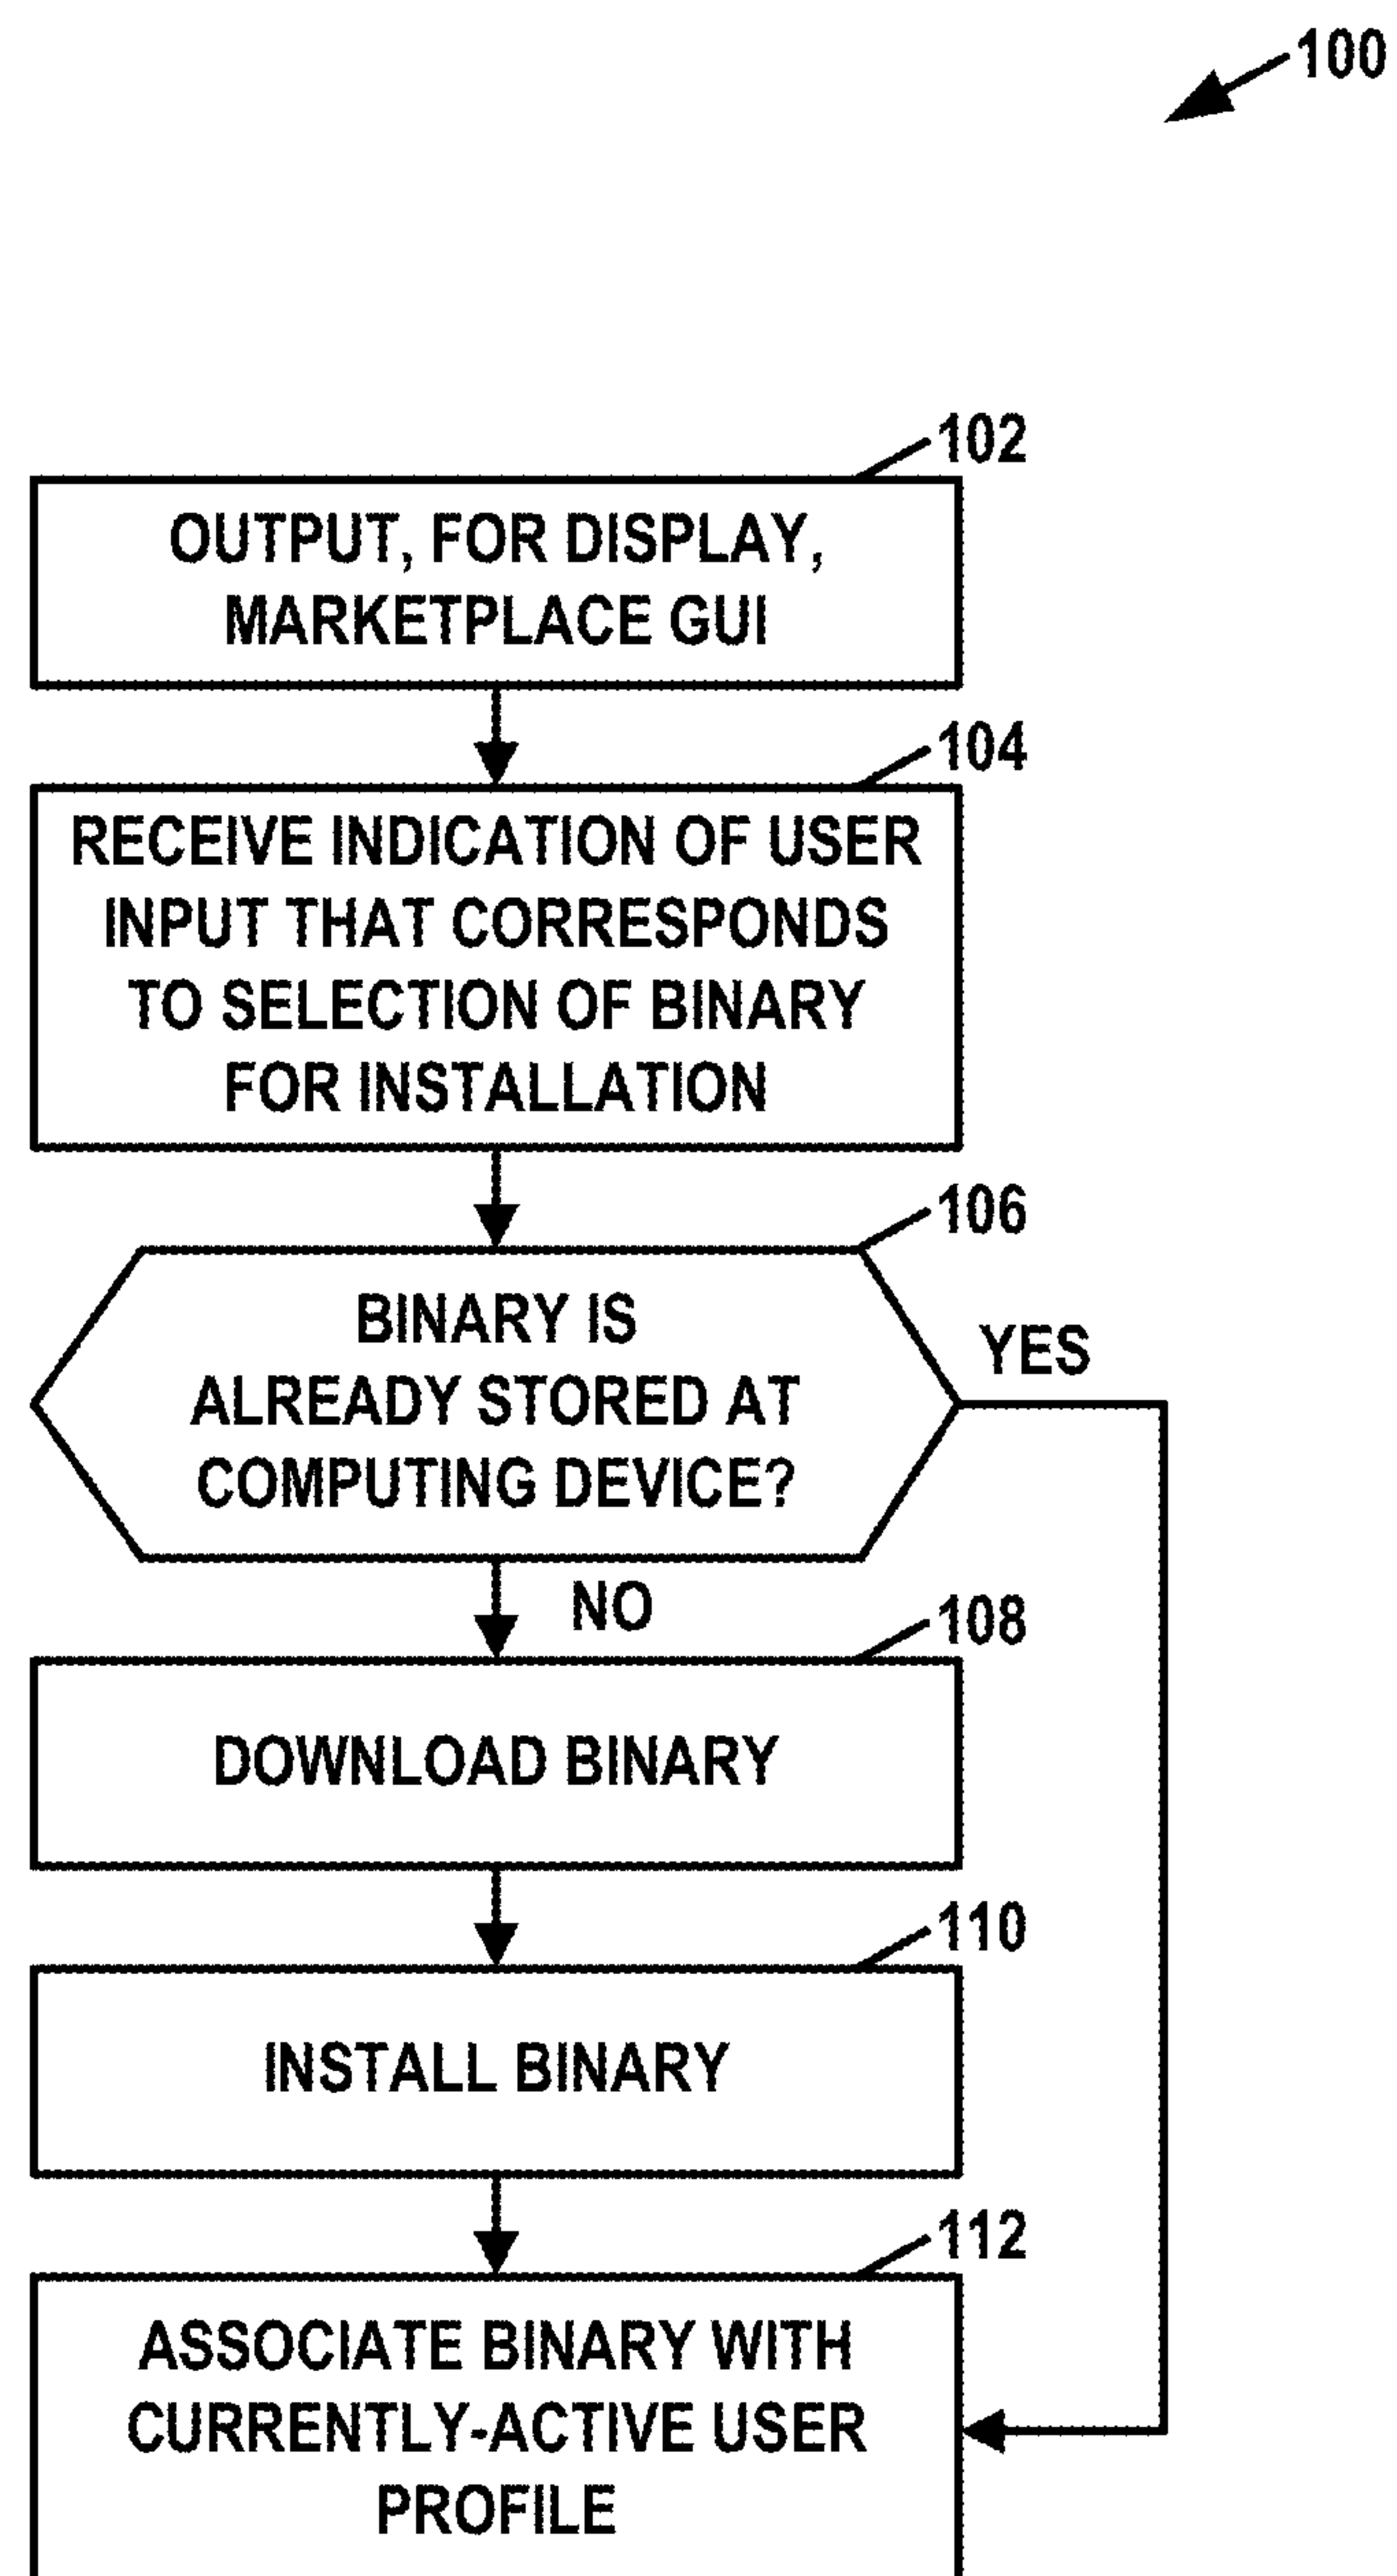 100
102
OUTPUT, FOR DISPLAY,
MARKETPLACE GUI
104
RECEIVE INDICATION OF USER
INPUT THAT CORRESPONDS
TO SELECTION OF BINARY
FOR INSTALLATION
106
BINARY IS
ALREADY STORED AT
COMPUTING DEVICE?
YES
NO
108
DOWNLOAD BINARY
110
INSTALL BINARY
112
ASSOCIATE BINARY WITH
CURRENTLY-ACTIVE USER
PROFILE